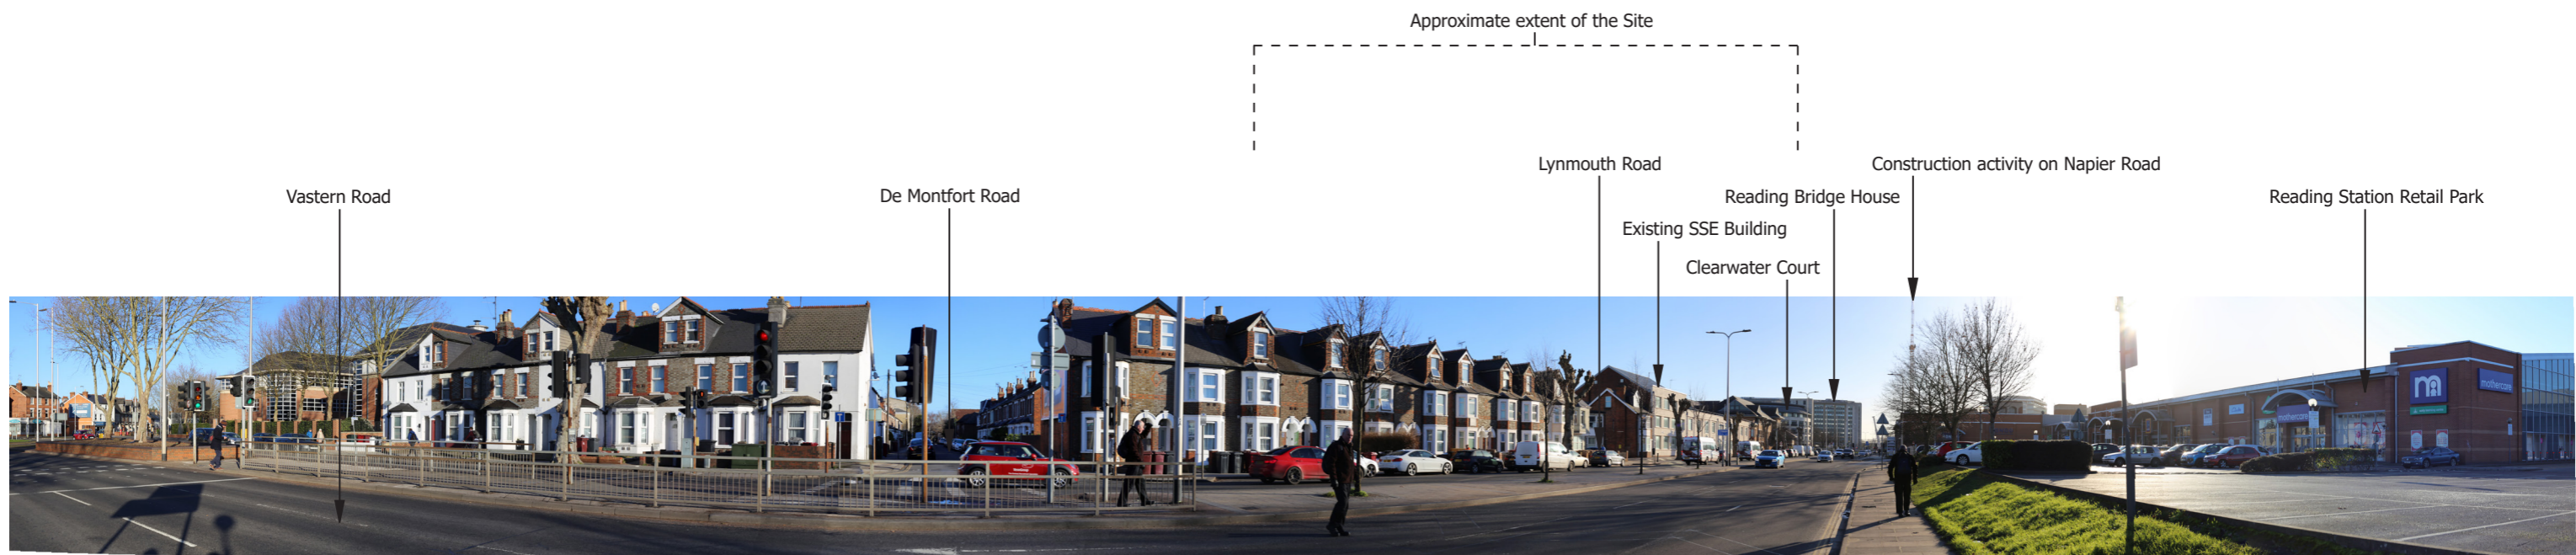 Approximate extent of the Site
Lynmouth Road
Construction activity on Napier Road
Vastern Road
De Montfort Road
Reading Bridge House
Reading Station Retail Park
Existing SSE Building
Clearwater Court
mothercare
mothercare